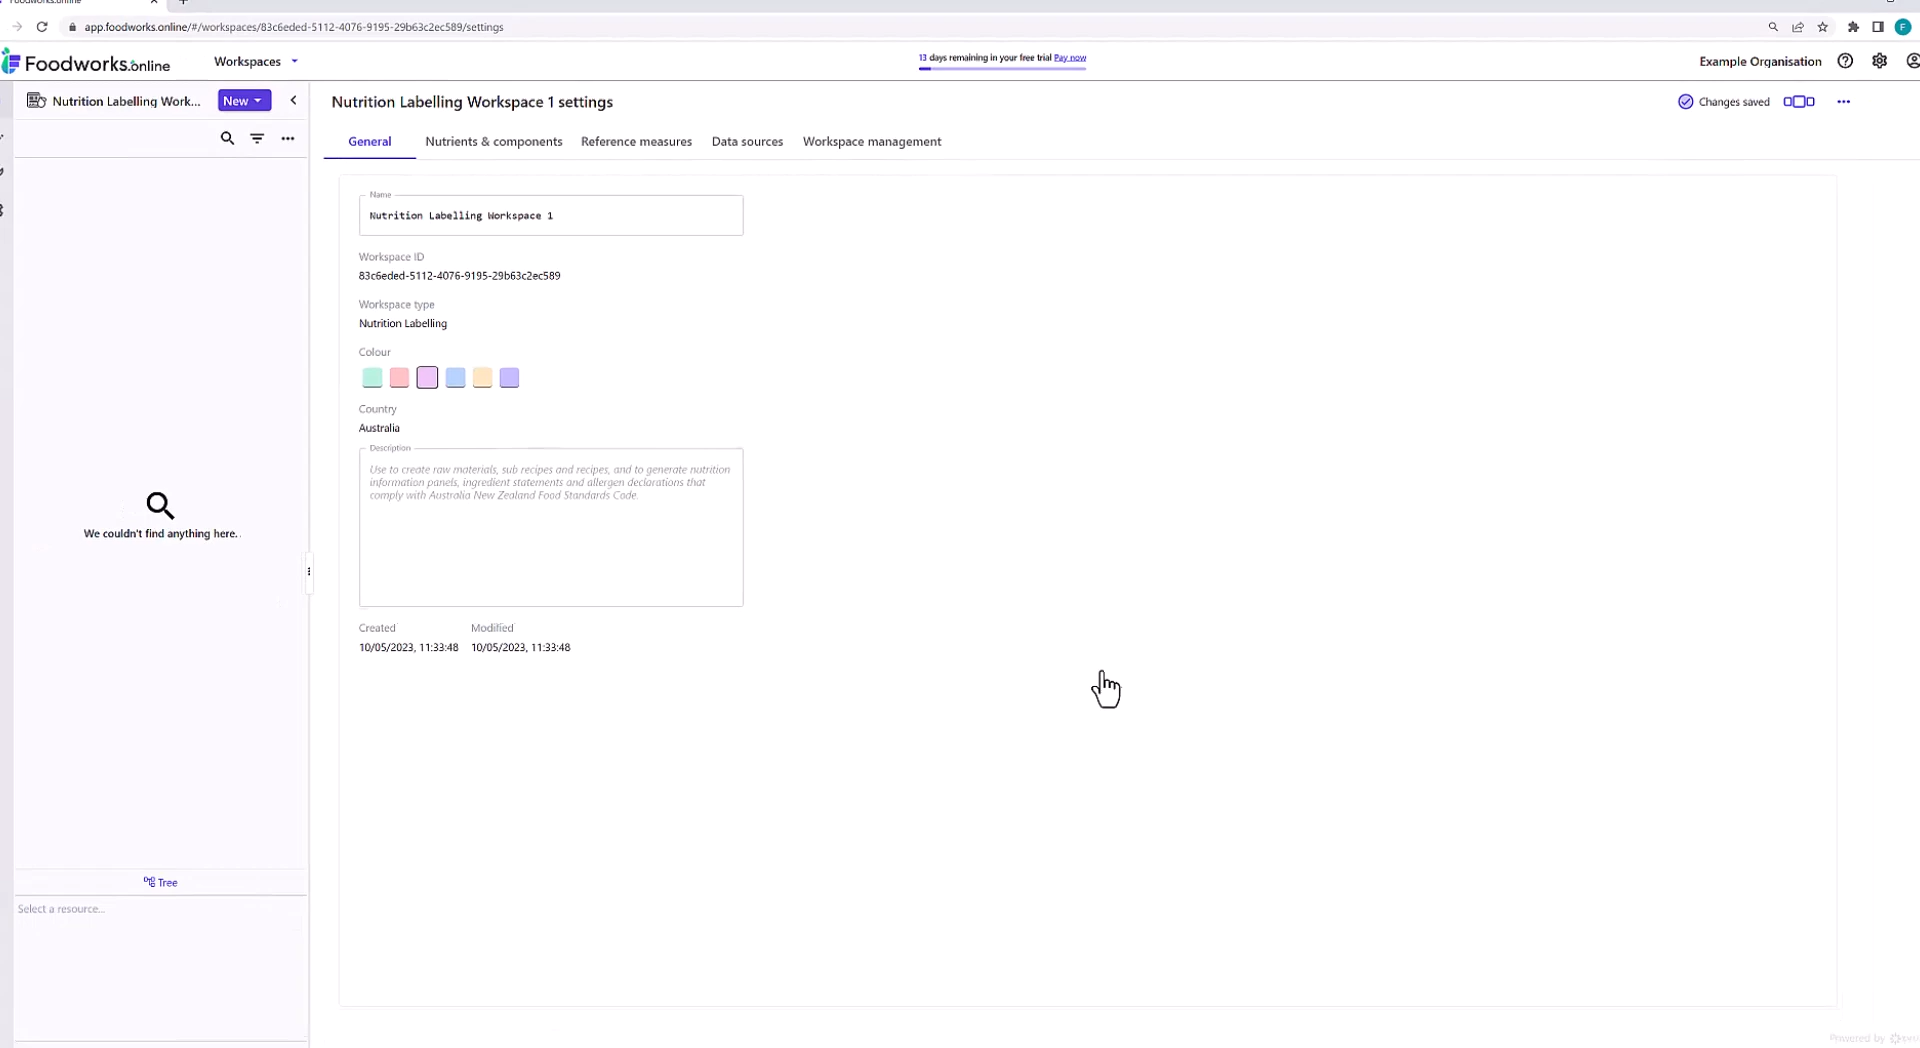 Foodworks.online
app.foodworks.online/#/workspaces/83c6eded-5112-4076-9195-29b63c2ec589/settings
F
Foodworks.online
Workspaces
13 days remaining in your free trial Pay now
Example Organisation
Nutrition Labelling Work...
New
Nutrition Labelling Workspace 1 settings
Changes saved
General
Nutrients & components
Reference measures
Data sources
Workspace management
Name
Nutrition Labelling Workspace 1
Workspace ID
83c6eded-5112-4076-9195-29b63c2ec589
Workspace type
Nutrition Labelling
Colour
Country
Australia
Description
Use to create raw materials, sub recipes and recipes, and to generate nutrition
information panels, ingredient statements and allergen declarations that
comply with Australia New Zealand Food Standards Code.
We couldn't find anything here.
Created Modified
10/05/2023, 11:33:48 10/05/2023, 11:33:48
Tree
Select a resource...
Powered by